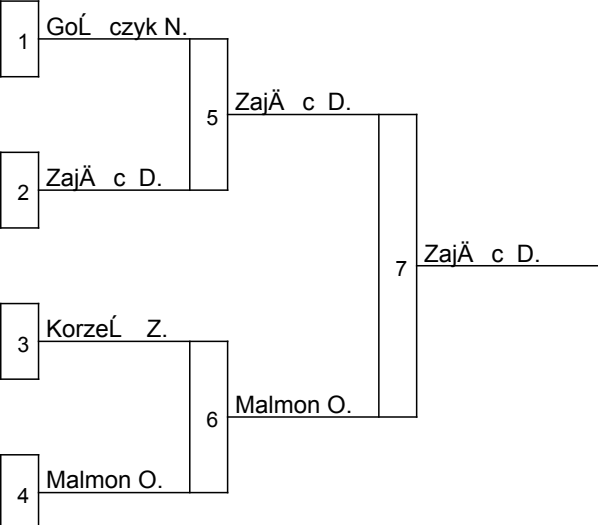 1
GoĹ czyk N.
5
ZajÄ c D.
2
ZajÄ c D.
7
ZajÄ c D.
3
KorzeĹ Z.
6
Malmon O.
4
Malmon O.